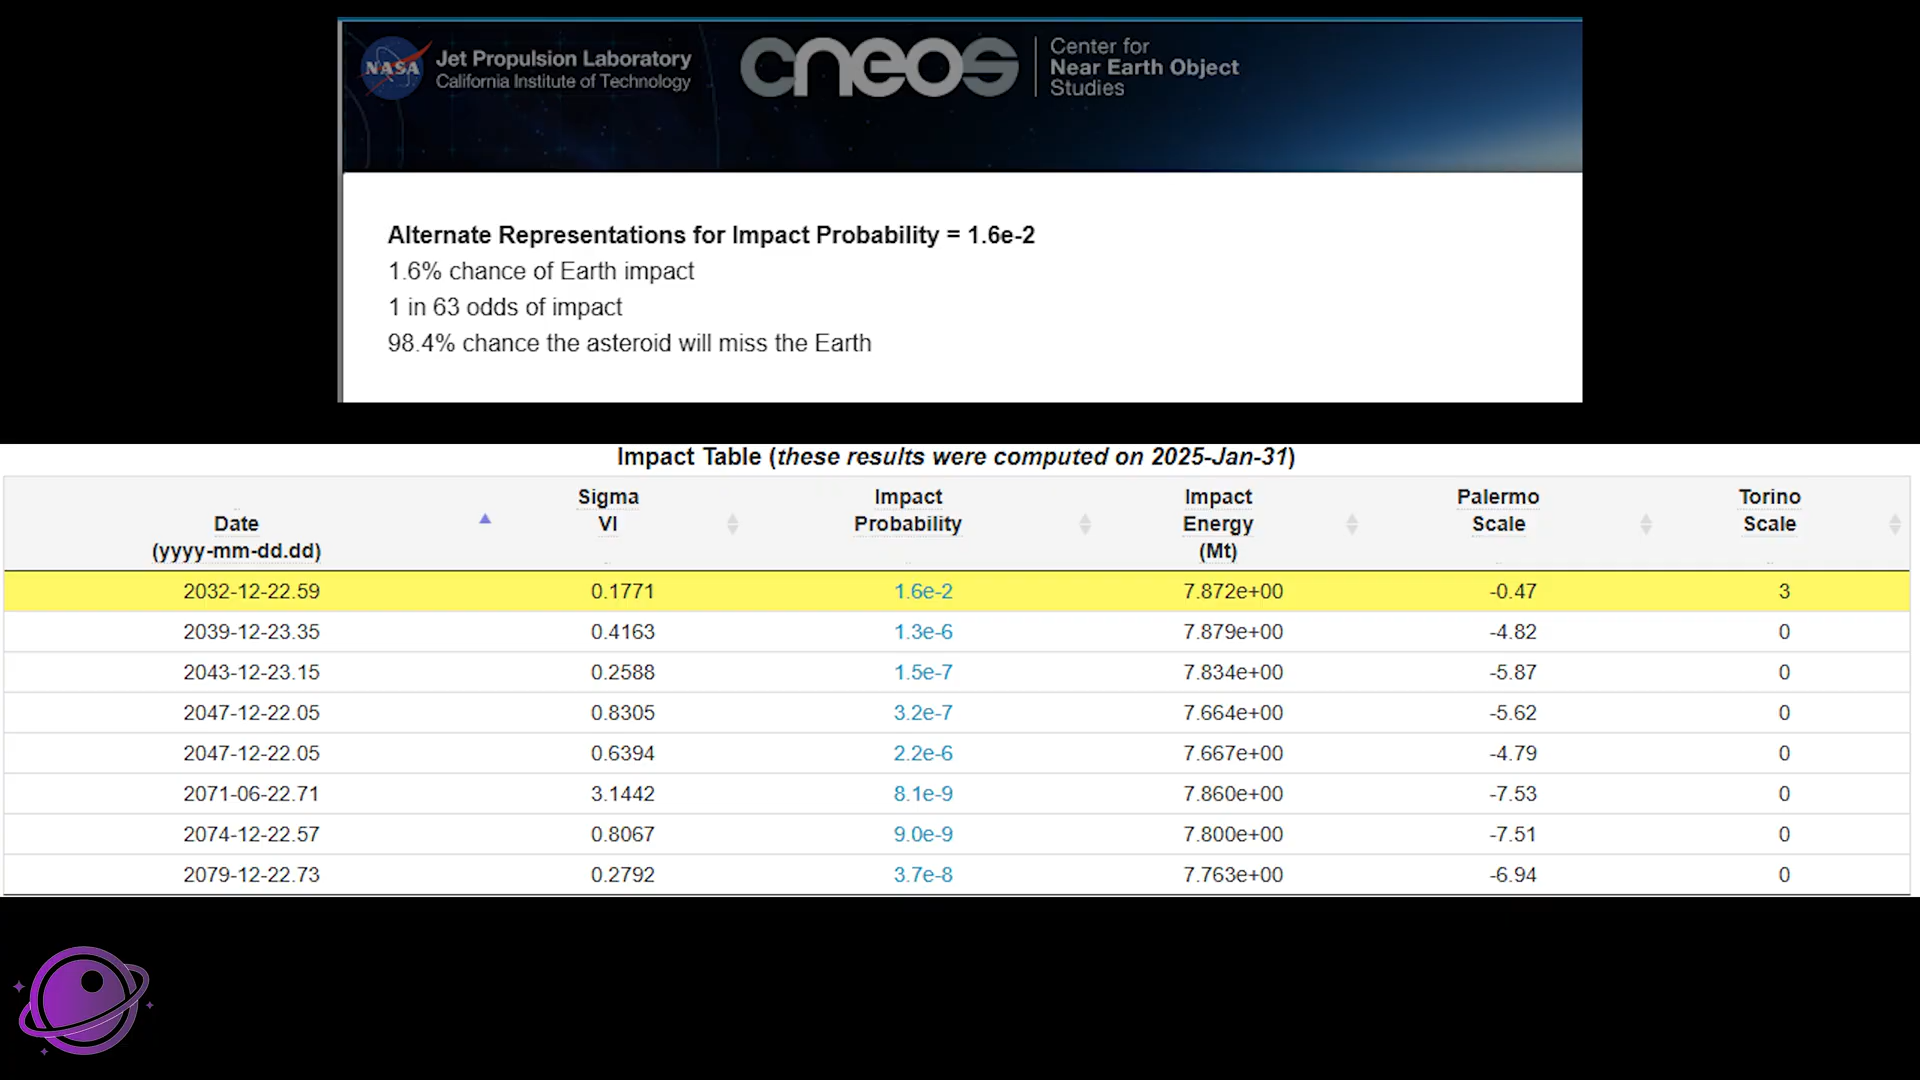 NASA
Jet Propulsion Laboratory
California Institute of Technology
cneos
Center for
Near Earth Object
Studies
Alternate Representations for Impact Probability = 1.6e-2
1.6% chance of Earth impact
1 in 63 odds of impact
98.4% chance the asteroid will miss the Earth
Impact Table (these results were computed on 2025-Jan-31)
Date (yyyy-mm-dd.dd) Sigma VI Impact Probability Impact Energy (Mt) Palermo Scale Torino Scale
2032-12-22.59 0.1771 1.6e-2 7.872e+00 -0.47 3
2039-12-23.35 0.4163 1.3e-6 7.879e+00 -4.82 0
2043-12-23.15 0.2588 1.5e-7 7.834e+00 -5.87 0
2047-12-22.05 0.8305 3.2e-7 7.664e+00 -5.62 0
2047-12-22.05 0.6394 2.2e-6 7.667e+00 -4.79 0
2071-06-22.71 3.1442 8.1e-9 7.860e+00 -7.53 0
2074-12-22.57 0.8067 9.0e-9 7.800e+00 -7.51 0
2079-12-22.73 0.2792 3.7e-8 7.763e+00 -6.94 0